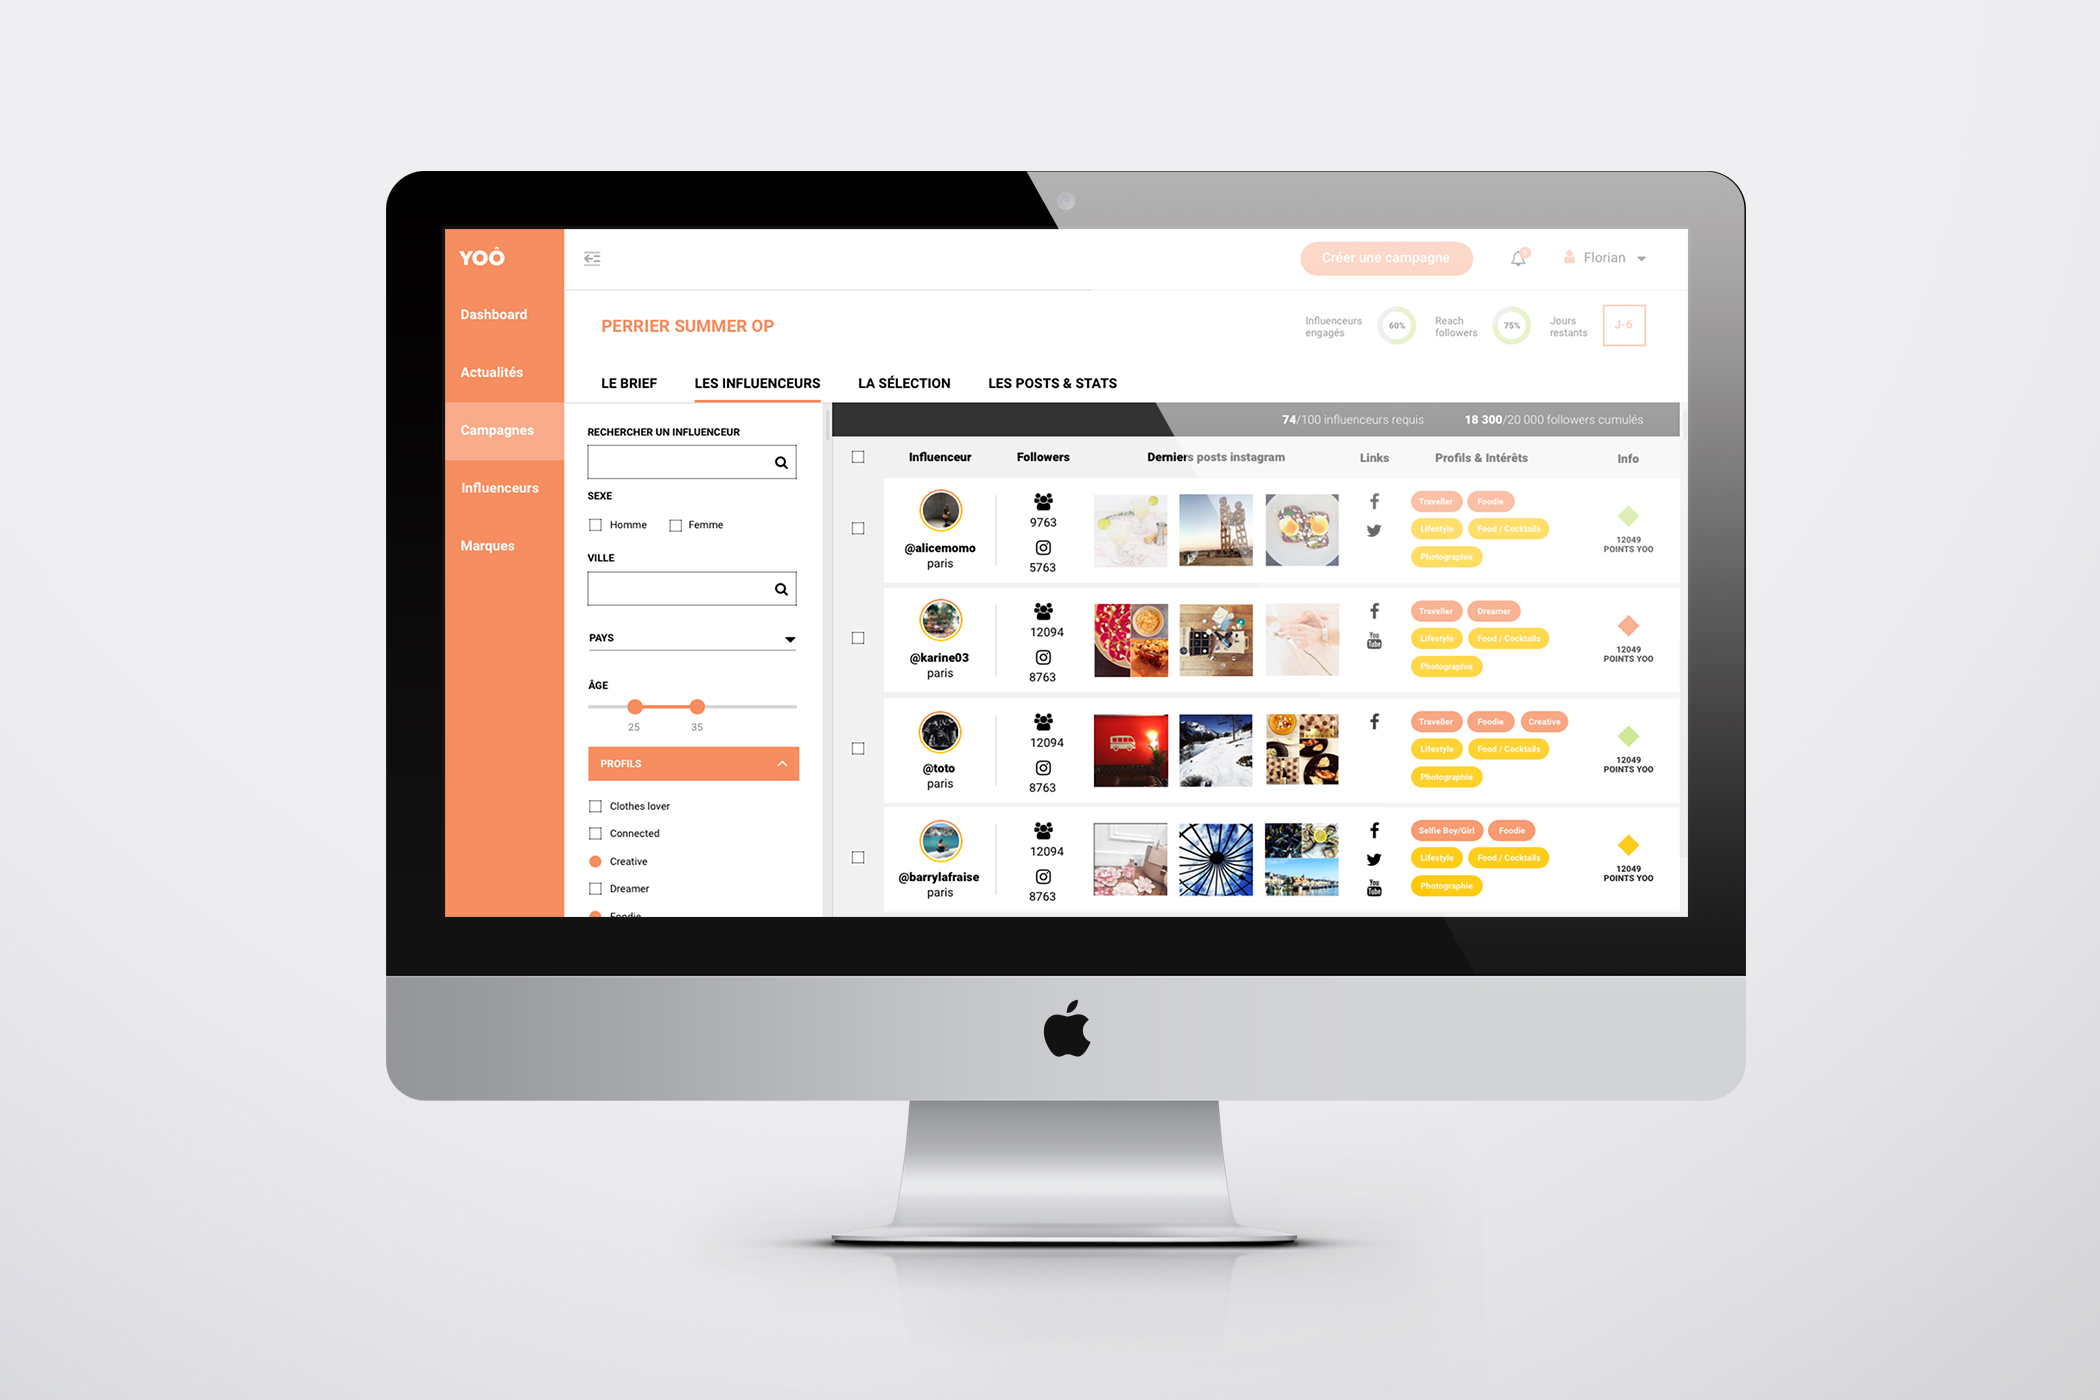 YOÔ
Créer une campagne
Florian
Dashboard
Actualités
Campagnes
Influenceurs
Marques
PERRIER SUMMER OP
Influenceurs
engagés
60%
Reach
followers
75%
Jours
restants
J-6
LE BRIEF
LES INFLUENCEURS
LA SÉLECTION
LES POSTS & STATS
RECHERCHER UN INFLUENCEUR
SEXE
Homme
Femme
VILLE
PAYS
ÂGE
25
35
PROFILS
Clothes lover
Connected
Creative
Dreamer
Foodie
74/100 influenceurs requis
18 300/20 000 followers cumulés
Influenceur
Followers
Derniers posts instagram
Links
Profils & Intérêts
Info
@alicemomo
paris
9763
5763
Traveller
Foodie
Lifestyle
Food / Cocktails
Photographie
12049
POINTS YOO
@karine03
paris
12094
8763
You
Tube
Traveller
Dreamer
Lifestyle
Food / Cocktails
Photographie
12049
POINTS YOO
@toto
paris
12094
8763
Traveller
Foodie
Creative
Lifestyle
Food / Cocktails
Photographie
12049
POINTS YOO
@barrylafraise
paris
12094
8763
You
Tube
Selfie Boy/Girl
Foodie
Lifestyle
Food / Cocktails
Photographie
12049
POINTS YOO